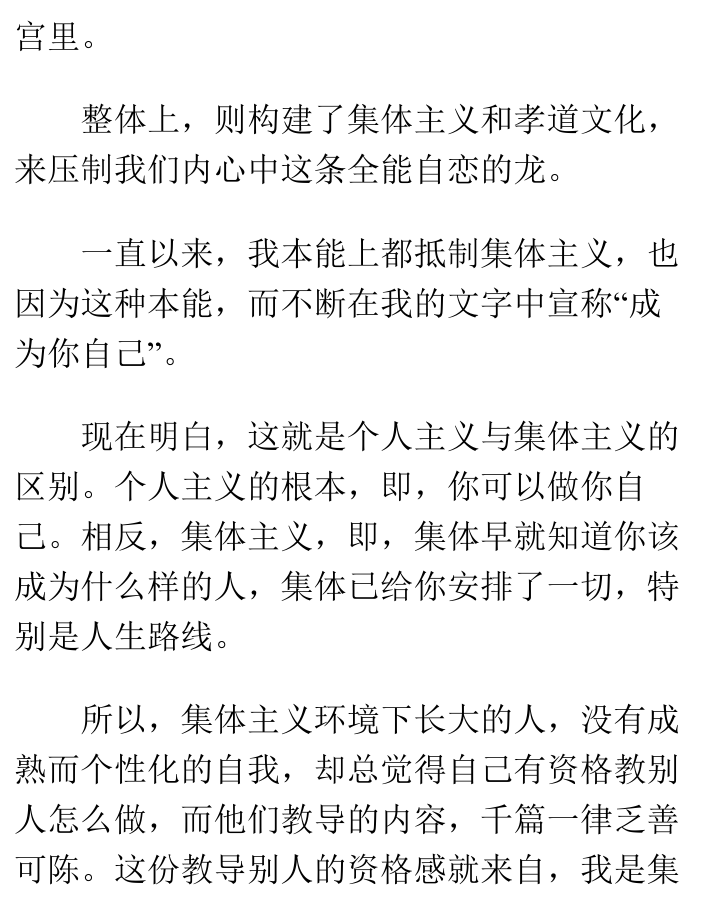 宫里。
整体上，则构建了集体主义和孝道文化，
来压制我们内心中这条全能自恋的龙。
一直以来，我本能上都抵制集体主义，也
因为这种本能，而不断在我的文字中宣称“成
为你自己”。
现在明白，这就是个人主义与集体主义的
区别。个人主义的根本，即，你可以做你自
己。相反，集体主义，即，集体早就知道你该
成为什么样的人，集体已给你安排了一切，特
别是人生路线。
所以，集体主义环境下长大的人，没有成
熟而个性化的自我，却总觉得自己有资格教别
人怎么做，而他们教导的内容，千篇一律乏善
可陈。这份教导别人的资格感就来自，我是集